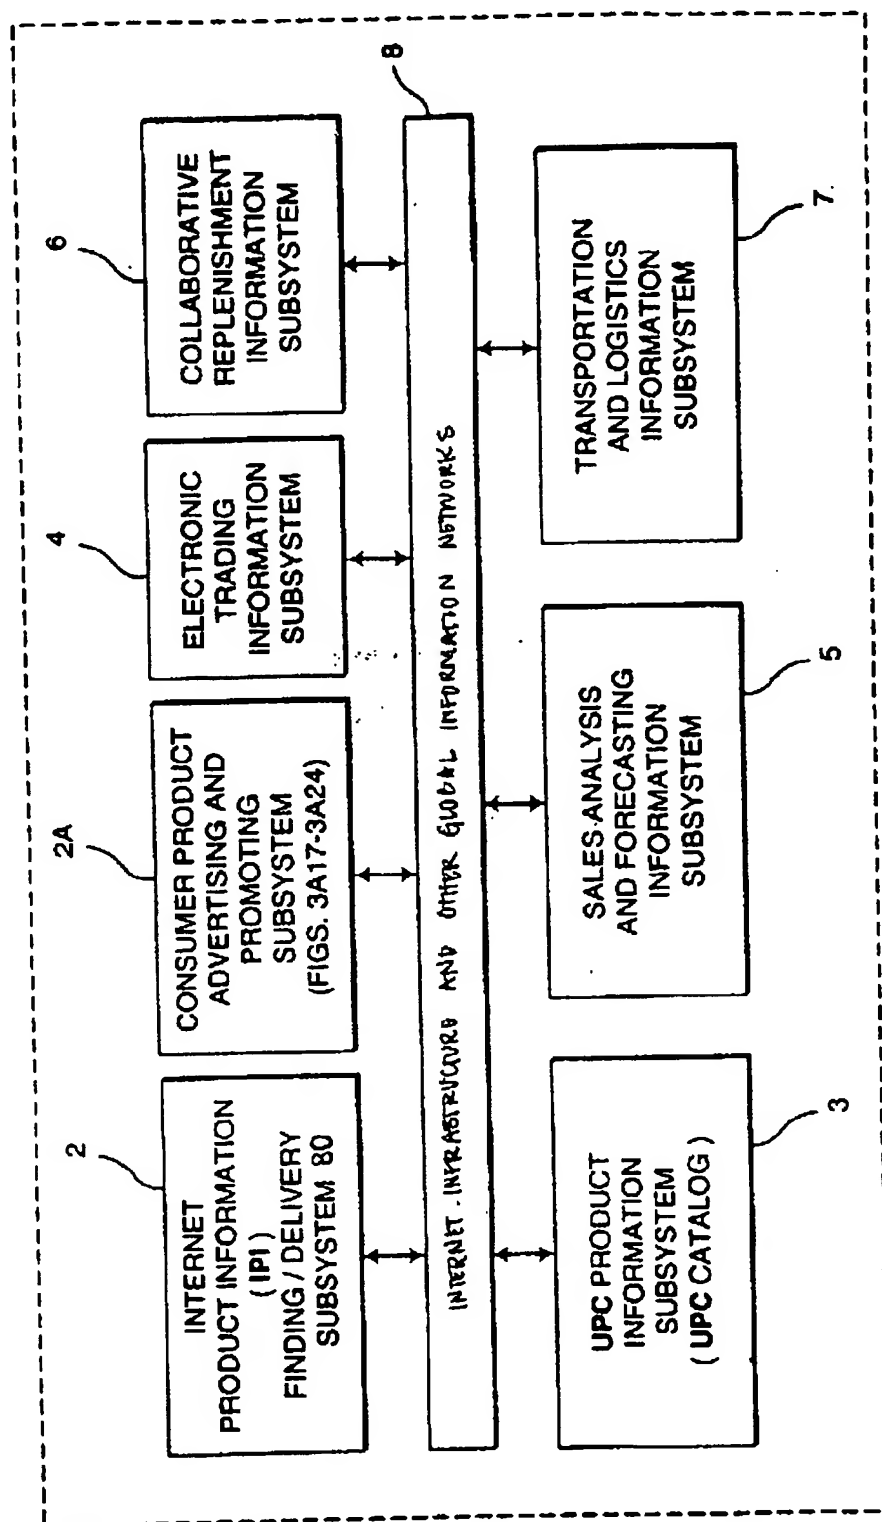 2
INTERNET
PRODUCT INFORMATION
(IPI)
FINDING / DELIVERY
SUBSYSTEM 80
2A
CONSUMER PRODUCT
ADVERTISING AND
PROMOTING
SUBSYSTEM
(FIGS. 3A17-3A24)
4
ELECTRONIC
TRADING
INFORMATION
SUBSYSTEM
6
COLLABORATIVE
REPLENISHMENT
INFORMATION
SUBSYSTEM
INTERNET INFRASTRUCTURE AND OTHER GLOBAL INFORMATION NETWORKS
8
UPC PRODUCT
INFORMATION
SUBSYSTEM
( UPC CATALOG )
3
SALES ANALYSIS
AND FORECASTING
INFORMATION
SUBSYSTEM
5
TRANSPORTATION
AND LOGISTICS
INFORMATION
SUBSYSTEM
7